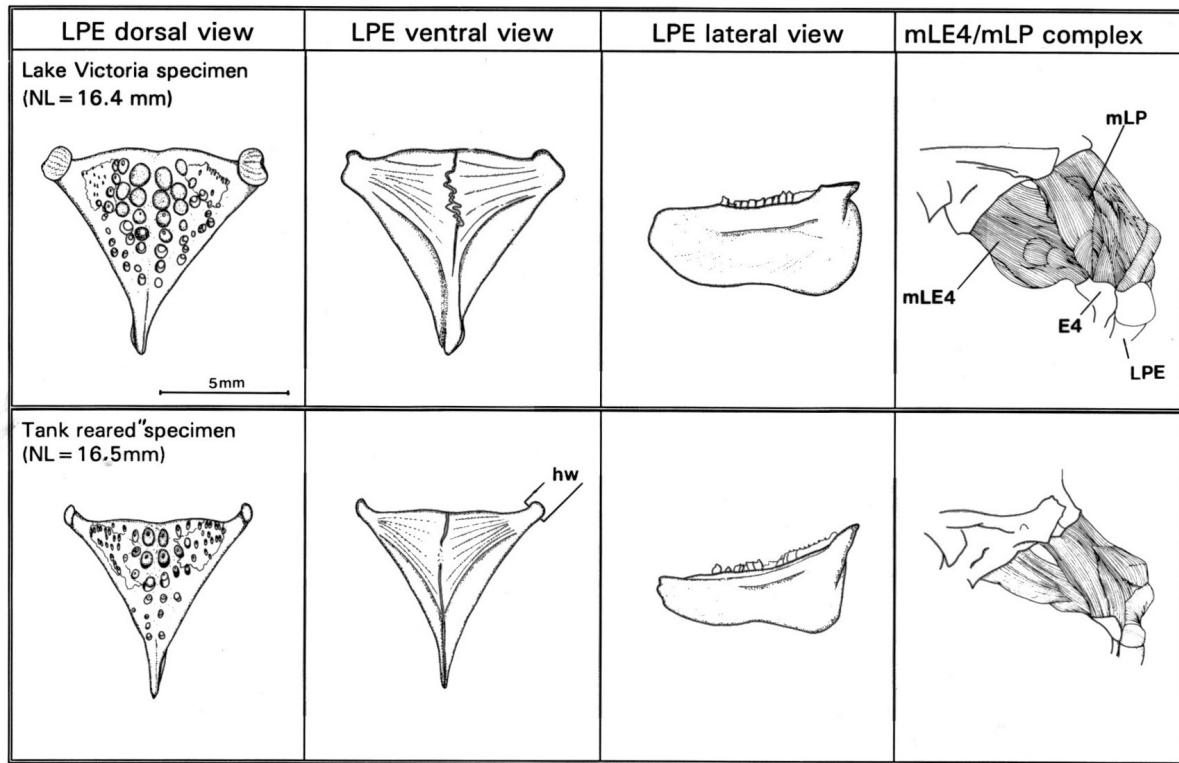 LPE dorsal view
LPE ventral view
LPE lateral view
mLE4/mLP complex
Lake Victoria specimen
(NL = 16.4 mm)
5mm
mLP
mLE4
E4
LPE
Tank reared "specimen
(NL = 16.5mm)
hw